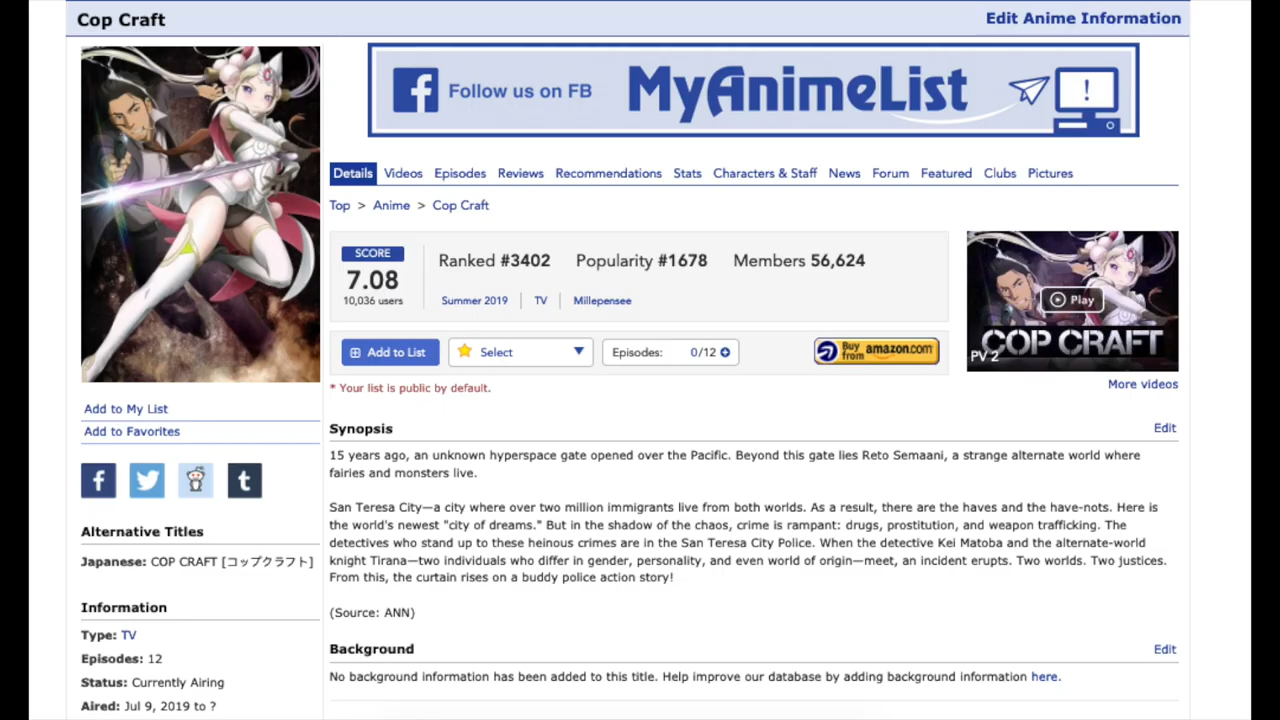 Cop Craft
Edit Anime Information
Follow us on FB
MyAnimeList
!
Details Videos Episodes Reviews Recommendations Stats Characters & Staff News Forum Featured Clubs Pictures
Top > Anime > Cop Craft
SCORE
7.08
10,036 users
Ranked #3402 Popularity #1678 Members 56,624
Summer 2019 TV Millepensee
Play
COP CRAFT
PV 2
Add to List
Select
Episodes: 0/12
Buy from amazon.com
More videos
* Your list is public by default.
Add to My List
Add to Favorites
Synopsis
Edit
15 years ago, an unknown hyperspace gate opened over the Pacific. Beyond this gate lies Reto Semaani, a strange alternate world where
fairies and monsters live.
San Teresa City—a city where over two million immigrants live from both worlds. As a result, there are the haves and the have-nots. Here is
the world's newest "city of dreams." But in the shadow of the chaos, crime is rampant: drugs, prostitution, and weapon trafficking. The
detectives who stand up to these heinous crimes are in the San Teresa City Police. When the detective Kei Matoba and the alternate-world
knight Tirana—two individuals who differ in gender, personality, and even world of origin—meet, an incident erupts. Two worlds. Two justices.
From this, the curtain rises on a buddy police action story!
(Source: ANN)
Background
Edit
No background information has been added to this title. Help improve our database by adding background information here.
f
t
Alternative Titles
Japanese: COP CRAFT [コップクラフト]
Information
Type: TV
Episodes: 12
Status: Currently Airing
Aired: Jul 9, 2019 to ?